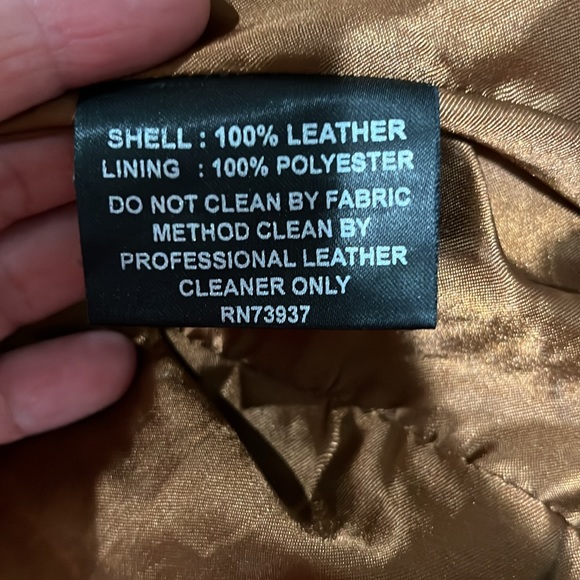 SHELL : 100% LEATHER
LINING : 100% POLYESTER
DO NOT CLEAN BY FABRIC
METHOD CLEAN BY
PROFESSIONAL LEATHER
CLEANER ONLY
RN73937